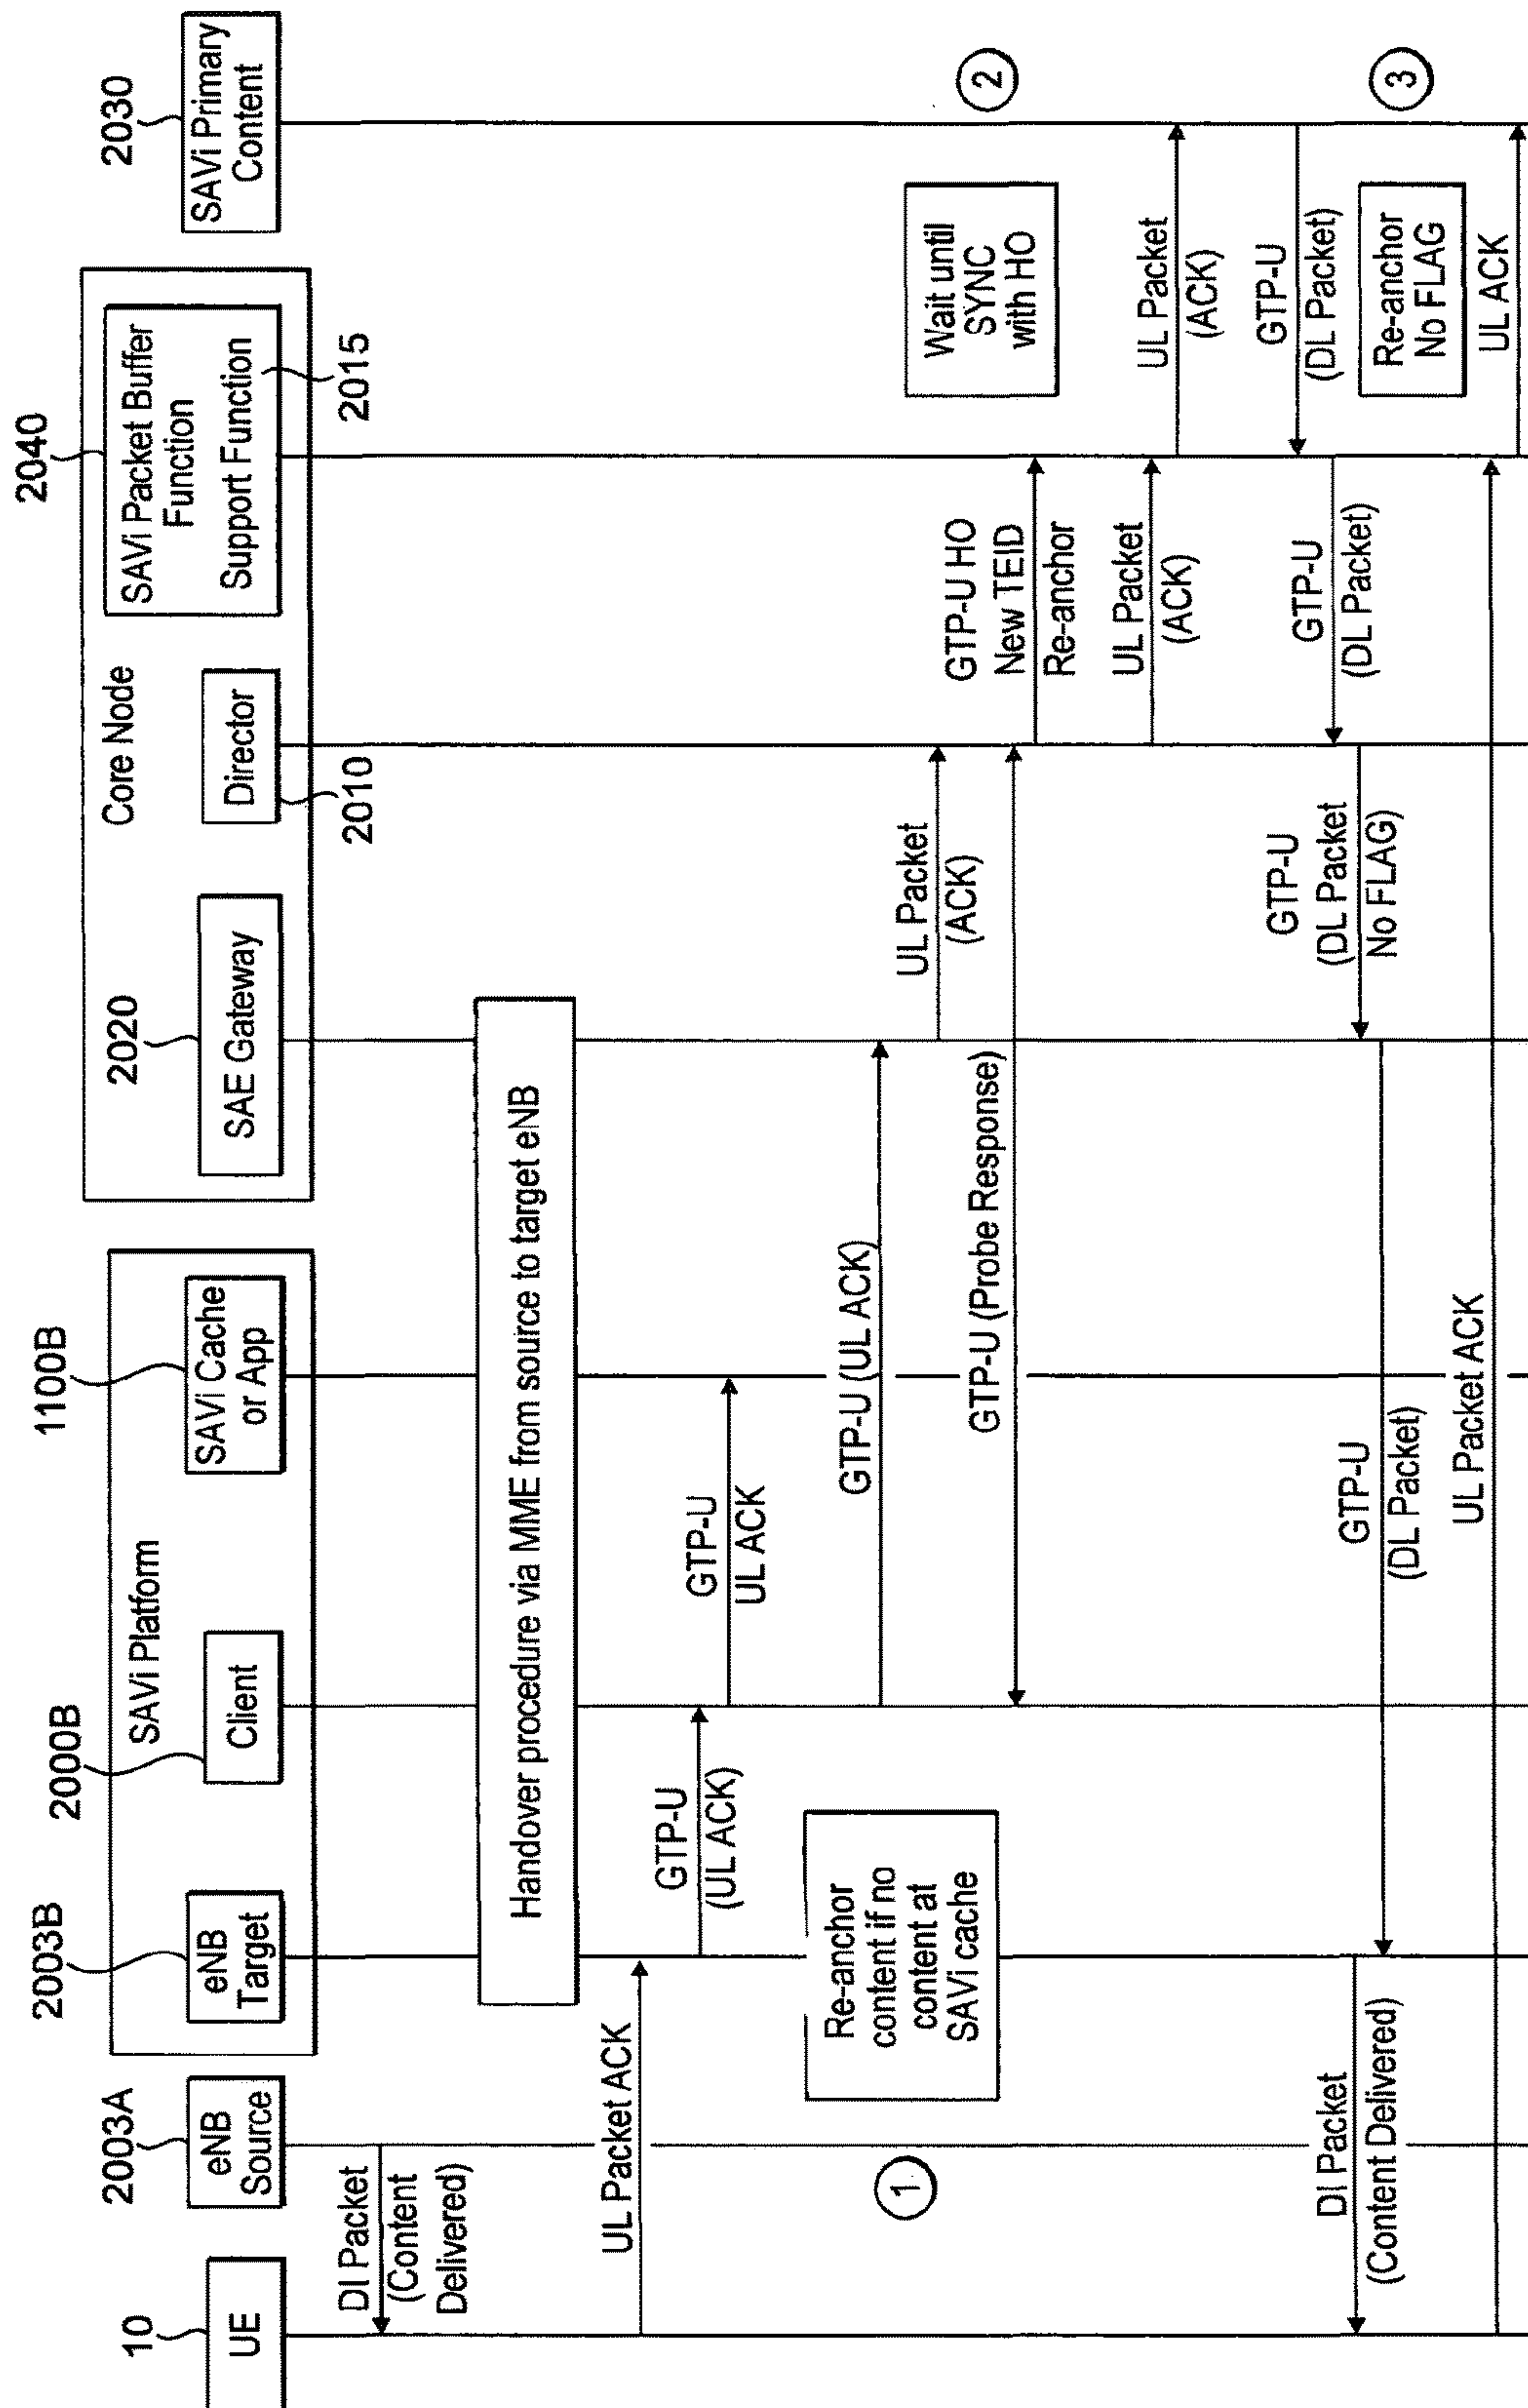 10
UE
2003A
eNB
Source
2003B
eNB
Target
2000B
Client
SAVi Platform
1100B
SAVi Cache
or App
2020
SAE Gateway
Core Node
Director
2010
2040
SAVi Packet Buffer
Function
Support Function
2015
2030
SAVi Primary
Content
DI Packet
(Content
Delivered)
Handover procedure via MME from source to target eNB
UL Packet ACK
GTP-U
(UL ACK)
GTP-U
UL ACK
1
Re-anchor
content if no
content at
SAVi cache
GTP-U (UL ACK)
UL Packet
(ACK)
GTP-U (Probe Response)
Wait until
SYNC
with HO
2
GTP-U HO
New TEID
Re-anchor
UL Packet
(ACK)
UL Packet
(ACK)
GTP-U
(DL Packet)
GTP-U
(DL Packet)
GTP-U
(DL Packet
No FLAG)
Re-anchor
No FLAG
3
GTP-U
(DL Packet)
DI Packet
(Content Delivered)
UL Packet ACK
UL ACK